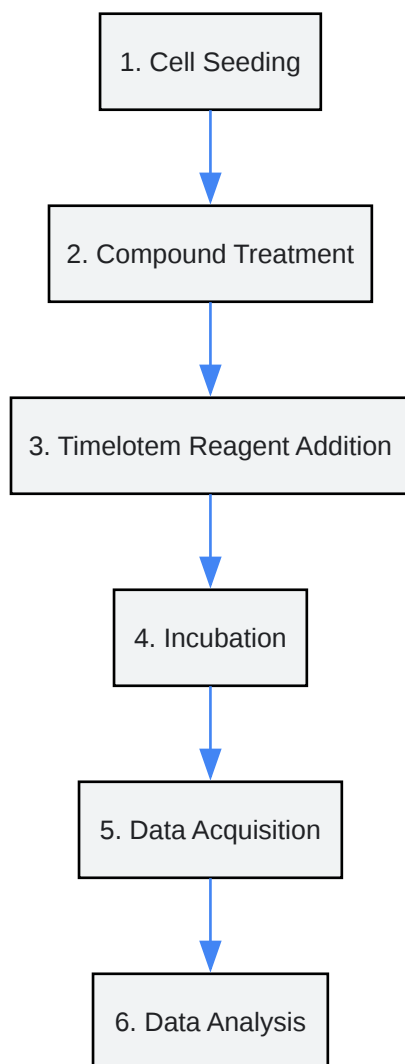 1. Cell Seeding
2. Compound Treatment
3. Timelotem Reagent Addition
4. Incubation
5. Data Acquisition
6. Data Analysis